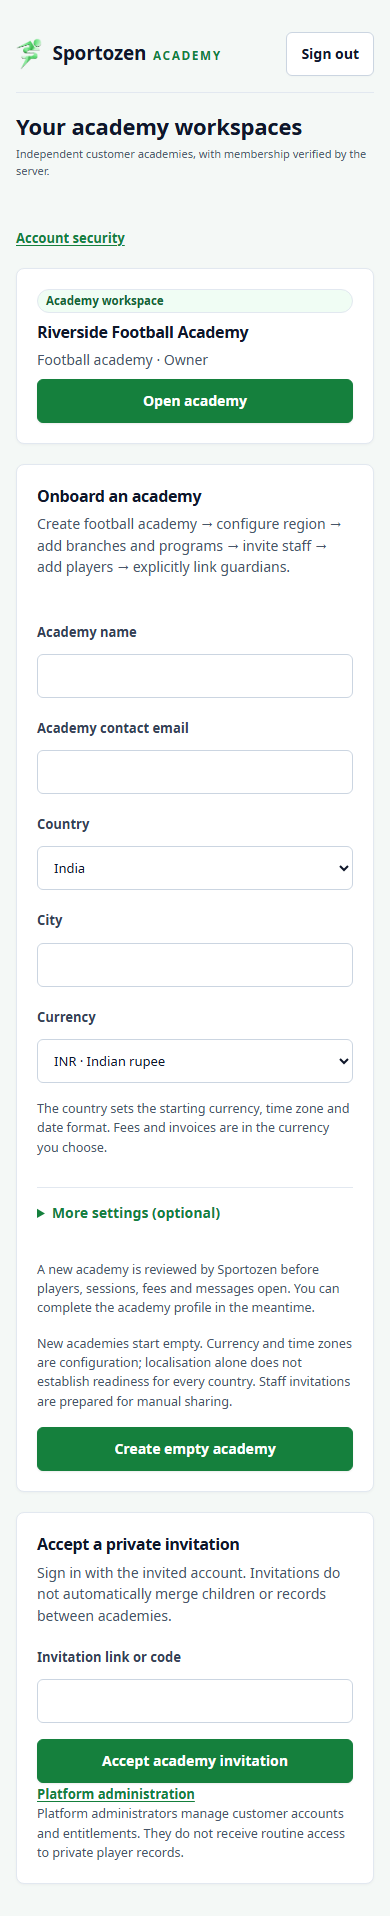 Sportozen ACADEMY
Sign out
Your academy workspaces
Independent customer academies, with membership verified by the
server.
Account security
Academy workspace
Riverside Football Academy
Football academy · Owner
Open academy
Onboard an academy
Create football academy → configure region →
add branches and programs → invite staff →
add players → explicitly link guardians.
Academy name
Academy contact email
Country
India
City
Currency
INR · Indian rupee
The country sets the starting currency, time zone and
date format. Fees and invoices are in the currency
you choose.
▶ More settings (optional)
A new academy is reviewed by Sportozen before
players, sessions, fees and messages open. You can
complete the academy profile in the meantime.
New academies start empty. Currency and time zones
are configuration; localisation alone does not
establish readiness for every country. Staff invitations
are prepared for manual sharing.
Create empty academy
Accept a private invitation
Sign in with the invited account. Invitations do
not automatically merge children or records
between academies.
Invitation link or code
Accept academy invitation
Platform administration
Platform administrators manage customer accounts
and entitlements. They do not receive routine access
to private player records.